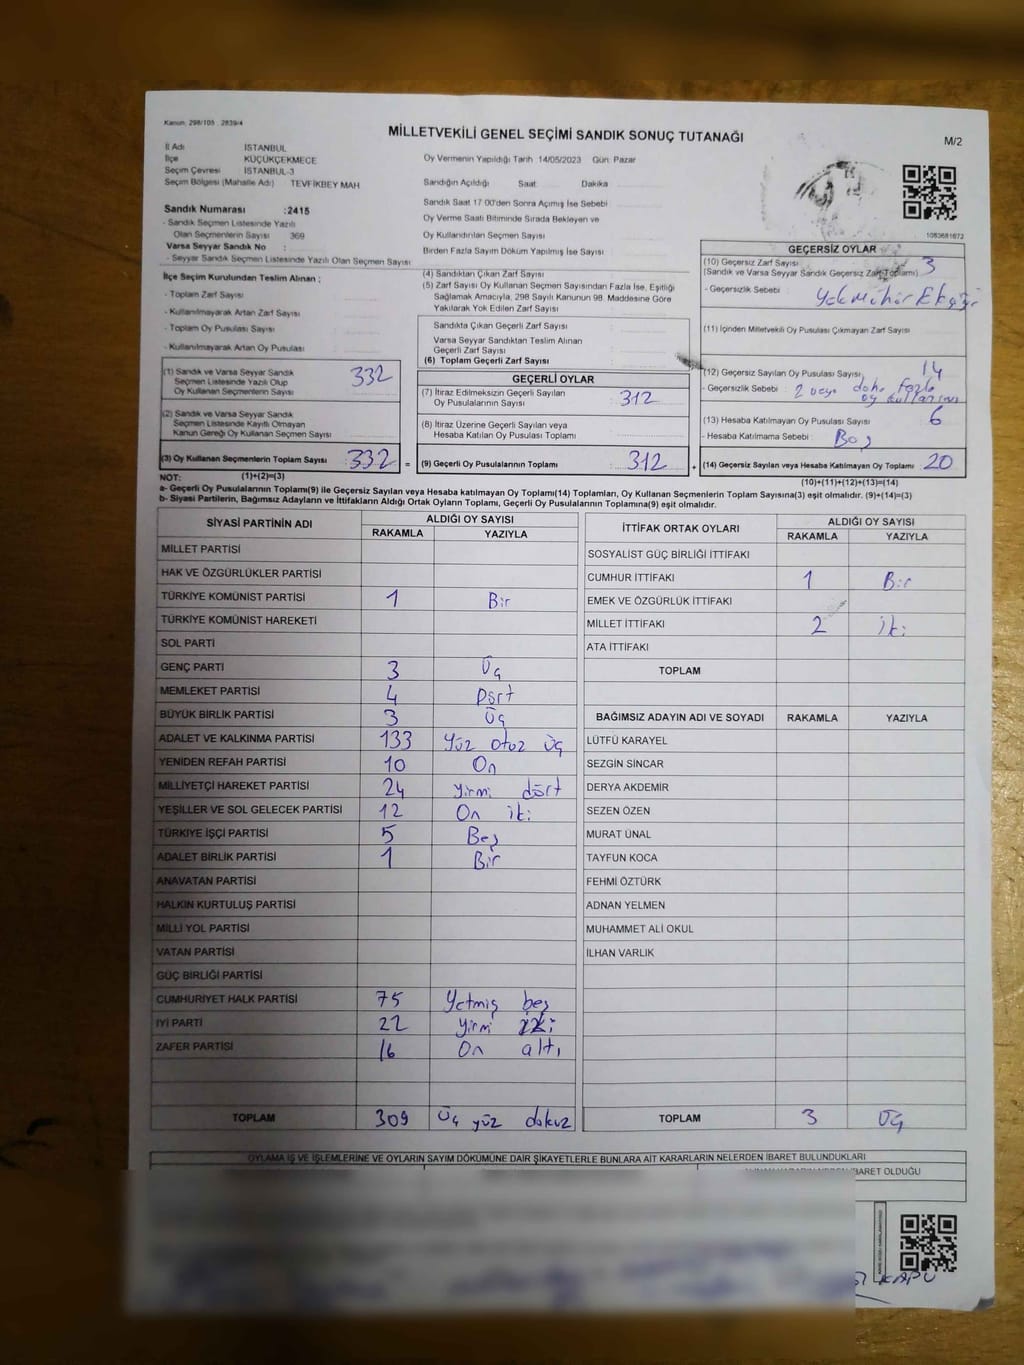 Kanun: 298/105 . 2839/4
MİLLETVEKİLİ GENEL SEÇİMİ SANDIK SONUÇ TUTANAĞI
M/2
İl Adı İSTANBUL
İlçe KÜÇÜKÇEKMECE
Seçim Çevresi İSTANBUL-3
Seçim Bölgesi (Mahalle Adı) TEVFİKBEY MAH
Sandık Numarası :2415
- Sandık Seçmen Listesinde Yazılı
Olan Seçmenlerin Sayısı 369
Varsa Seyyar Sandık No :
- Seyyar Sandık Seçmen Listesinde Yazılı Olan Seçmen Sayısı
Oy Vermenin Yapıldığı Tarih 14/05/2023 Gün: Pazar
Sandığın Açıldığı Saat Dakika
Sandık Saat 17:00'den Sonra Açılmış İse Sebebi
Oy Verme Saati Bitiminde Sırada Bekleyen ve
Oy Kullandırılan Seçmen Sayısı
Birden Fazla Sayım Döküm Yapılmış İse Sayısı
1083681672
İlçe Seçim Kurulundan Teslim Alınan ;
- Toplam Zarf Sayısı
- Kullanılmayarak Artan Zarf Sayısı
- Toplam Oy Pusulası Sayısı
- Kullanılmayarak Artan Oy Pusulası
(4) Sandıktan Çıkan Zarf Sayısı
(5) Zarf Sayısı Oy Kullanan Seçmen Sayısından Fazla İse, Eşitliği
Sağlamak Amacıyla, 298 Sayılı Kanunun 98. Maddesine Göre
Yakılarak Yok Edilen Zarf Sayısı
Sandıkta Çıkan Geçerli Zarf Sayısı
Varsa Seyyar Sandıktan Teslim Alınan
Geçerli Zarf Sayısı
(6) Toplam Geçerli Zarf Sayısı
GEÇERSİZ OYLAR
(10) Geçersiz Zarf Sayısı 3
(Sandık ve Varsa Seyyar Sandık Geçersiz Zarf Toplamı)
- Geçersizlik Sebebi
(11) İçinden Milletvekili Oy Pusulası Çıkmayan Zarf Sayısı
(12) Geçersiz Sayılan Oy Pusulası Sayısı 14
- Geçersizlik Sebebi : 2 veya daha fazla
oy kullanımı
(13) Hesaba Katılmayan Oy Pusulası Sayısı 6
- Hesaba Katılmama Sebebi Boş
(14) Geçersiz Sayılan veya Hesaba Katılmayan Oy Toplamı 20
(10)+(11)+(12)+(13)=(14)
(1) Sandık ve Varsa Seyyar Sandık
Seçmen Listesinde Yazılı Olup
Oy Kullanan Seçmenlerin Sayısı 332
(2) Sandık ve Varsa Seyyar Sandık
Seçmen Listesinde Kayıtlı Olmayan
Kanun Gereği Oy Kullanan Seçmen Sayısı
(3) Oy Kullanan Seçmenlerin Toplam Sayısı 332 =
(1)+(2)=(3)
GEÇERLİ OYLAR
(7) İtiraz Edilmeksizin Geçerli Sayılan
Oy Pusulalarının Sayısı 312
(8) İtiraz Üzerine Geçerli Sayılan veya
Hesaba Katılan Oy Pusulası Toplamı
(9) Geçerli Oy Pusulalarının Toplamı 312 +
NOT:
a- Geçerli Oy Pusulalarının Toplamı(9) ile Geçersiz Sayılan veya Hesaba katılmayan Oy Toplamı(14) Toplamları, Oy Kullanan Seçmenlerin Toplam Sayısına(3) eşit olmalıdır. (9)+(14)=(3)
b- Siyasi Partilerin, Bağımsız Adayların ve İttifakların Aldığı Ortak Oyların Toplamı, Geçerli Oy Pusulalarının Toplamına(9) eşit olmalıdır.
SİYASİ PARTİNİN ADI ALDIĞI OY SAYISI
RAKAMLA YAZIYLA
MİLLET PARTİSİ
HAK VE ÖZGÜRLÜKLER PARTİSİ
TÜRKİYE KOMÜNİST PARTİSİ 1 Bir
TÜRKİYE KOMÜNİST HAREKETİ
SOL PARTİ
GENÇ PARTİ 3 Üç
MEMLEKET PARTİSİ 4 Dört
BÜYÜK BİRLİK PARTİSİ 3 Üç
ADALET VE KALKINMA PARTİSİ 133 Yüz otuz üç
YENİDEN REFAH PARTİSİ 10 On
MİLLİYETÇİ HAREKET PARTİSİ 24 Yirmi dört
YEŞİLLER VE SOL GELECEK PARTİSİ 12 On iki
TÜRKİYE İŞÇİ PARTİSİ 5 Beş
ADALET BİRLİK PARTİSİ 1 Bir
ANAVATAN PARTİSİ
HALKIN KURTULUŞ PARTİSİ
MİLLİ YOL PARTİSİ
VATAN PARTİSİ
GÜÇ BİRLİĞİ PARTİSİ
CUMHURİYET HALK PARTİSİ 75 Yetmiş beş
İYİ PARTİ 22 Yirmi iki
ZAFER PARTİSİ 16 On altı
TOPLAM 309 Üç yüz dokuz
İTTİFAK ORTAK OYLARI ALDIĞI OY SAYISI
RAKAMLA YAZIYLA
SOSYALİST GÜÇ BİRLİĞİ İTTİFAKI
CUMHUR İTTİFAKI 1 Bir
EMEK VE ÖZGÜRLÜK İTTİFAKI
MİLLET İTTİFAKI 2 iki
ATA İTTİFAKI
TOPLAM
BAĞIMSIZ ADAYIN ADI VE SOYADI RAKAMLA YAZIYLA
LÜTFÜ KARAYEL
SEZGİN SİNCAR
DERYA AKDEMİR
SEZEN ÖZEN
MURAT ÜNAL
TAYFUN KOCA
FEHMİ ÖZTÜRK
ADNAN YELMEN
MUHAMMET ALİ OKUL
İLHAN VARLIK
TOPLAM 3 Üç
OYLAMA İŞ VE İŞLEMLERİNE VE OYLARIN SAYIM DÖKÜMÜNE DAİR ŞİKAYETLERLE BUNLARA AİT KARARLARIN NELERDEN İBARET BULUNDUKLARI
İBARET OLDUĞU